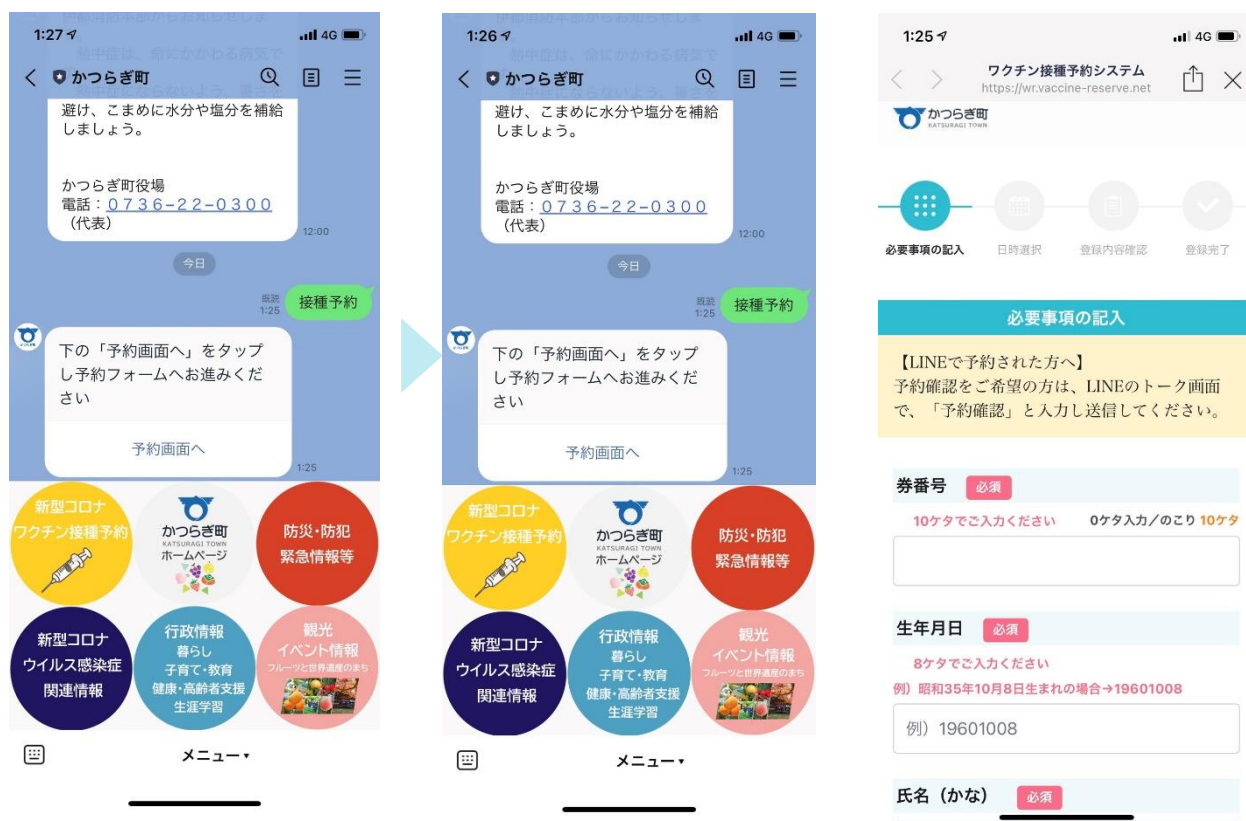 1:27
4G
かつらぎ町
避け、こまめに水分や塩分を補給
しましょう。
かつらぎ町役場
電話：0736-22-0300
（代表）
12:00
今日
既読
1:25
接種予約
下の「予約画面へ」をタップ
し予約フォームへお進みくだ
さい
予約画面へ
1:25
新型コロナ
ワクチン接種予約
かつらぎ町
KATSURAGI TOWN
ホームページ
防災・防犯
緊急情報等
新型コロナ
ウイルス感染症
関連情報
行政情報
暮らし
子育て・教育
健康・高齢者支援
生涯学習
観光
イベント情報
フルーツと世界遺産のまち
メニュー▾
1:26
4G
かつらぎ町
避け、こまめに水分や塩分を補給
しましょう。
かつらぎ町役場
電話：0736-22-0300
（代表）
12:00
今日
既読
1:25
接種予約
下の「予約画面へ」をタップ
し予約フォームへお進みくだ
さい
予約画面へ
1:25
新型コロナ
ワクチン接種予約
かつらぎ町
KATSURAGI TOWN
ホームページ
防災・防犯
緊急情報等
新型コロナ
ウイルス感染症
関連情報
行政情報
暮らし
子育て・教育
健康・高齢者支援
生涯学習
観光
イベント情報
フルーツと世界遺産のまち
メニュー▾
1:25
4G
ワクチン接種予約システム
https://wr.vaccine-reserve.net
かつらぎ町
KATSURAGI TOWN
必要事項の記入
日時選択
登録内容確認
登録完了
必要事項の記入
【LINEで予約された方へ】
予約確認をご希望の方は、LINEのトーク画面
で、「予約確認」と入力し送信してください。
券番号 必須
10ケタでご入力ください 0ケタ入力／のこり 10ケタ
生年月日 必須
8ケタでご入力ください
例）昭和35年10月8日生まれの場合→19601008
例）19601008
氏名（かな） 必須